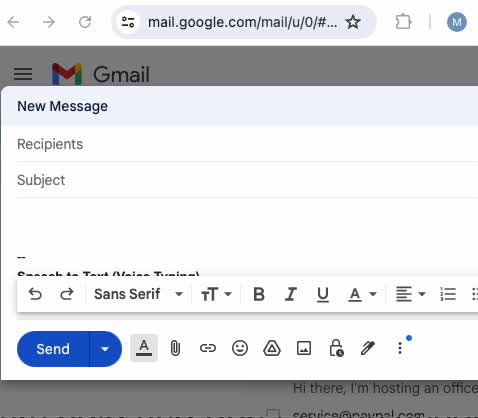 mail.google.com/mail/u/0/#...
M
Gmail
New Message
Recipients
Subject
--
Speech to Text (Voice Typing)
Sans Serif
B I U A
Send
A
Hi there, I'm hosting an office
service@paypal.com